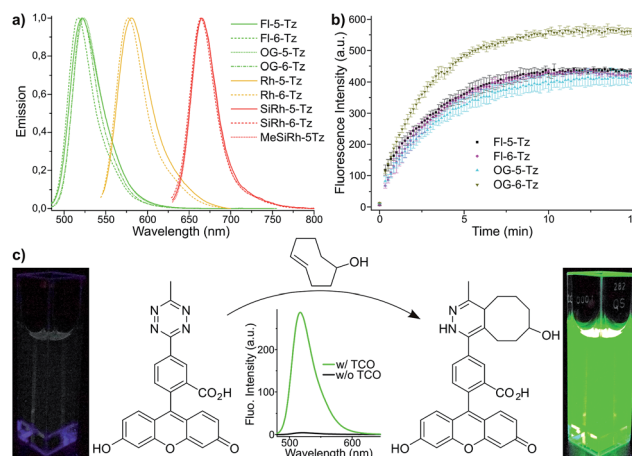 a)
1,0
0,8
0,6
0,4
0,2
0,0
Emission
500 550 600 650 700 750 800
Wavelength (nm)
Fl-5-Tz
Fl-6-Tz
OG-5-Tz
OG-6-Tz
Rh-5-Tz
Rh-6-Tz
SiRh-5-Tz
SiRh-6-Tz
MeSiRh-5Tz
b)
600
500
400
300
200
100
0
Fluorescence Intensity (a.u.)
0 5 10 15
Time (min)
Fl-5-Tz
Fl-6-Tz
OG-5-Tz
OG-6-Tz
c)
OH
N N
N N
CO₂H
HO O O
Fluo. Intensity (a.u.)
200
100
0
w/ TCO
w/o TCO
500 600
Wavelength (nm)
N
HN
OH
CO₂H
HO O O
282
QS